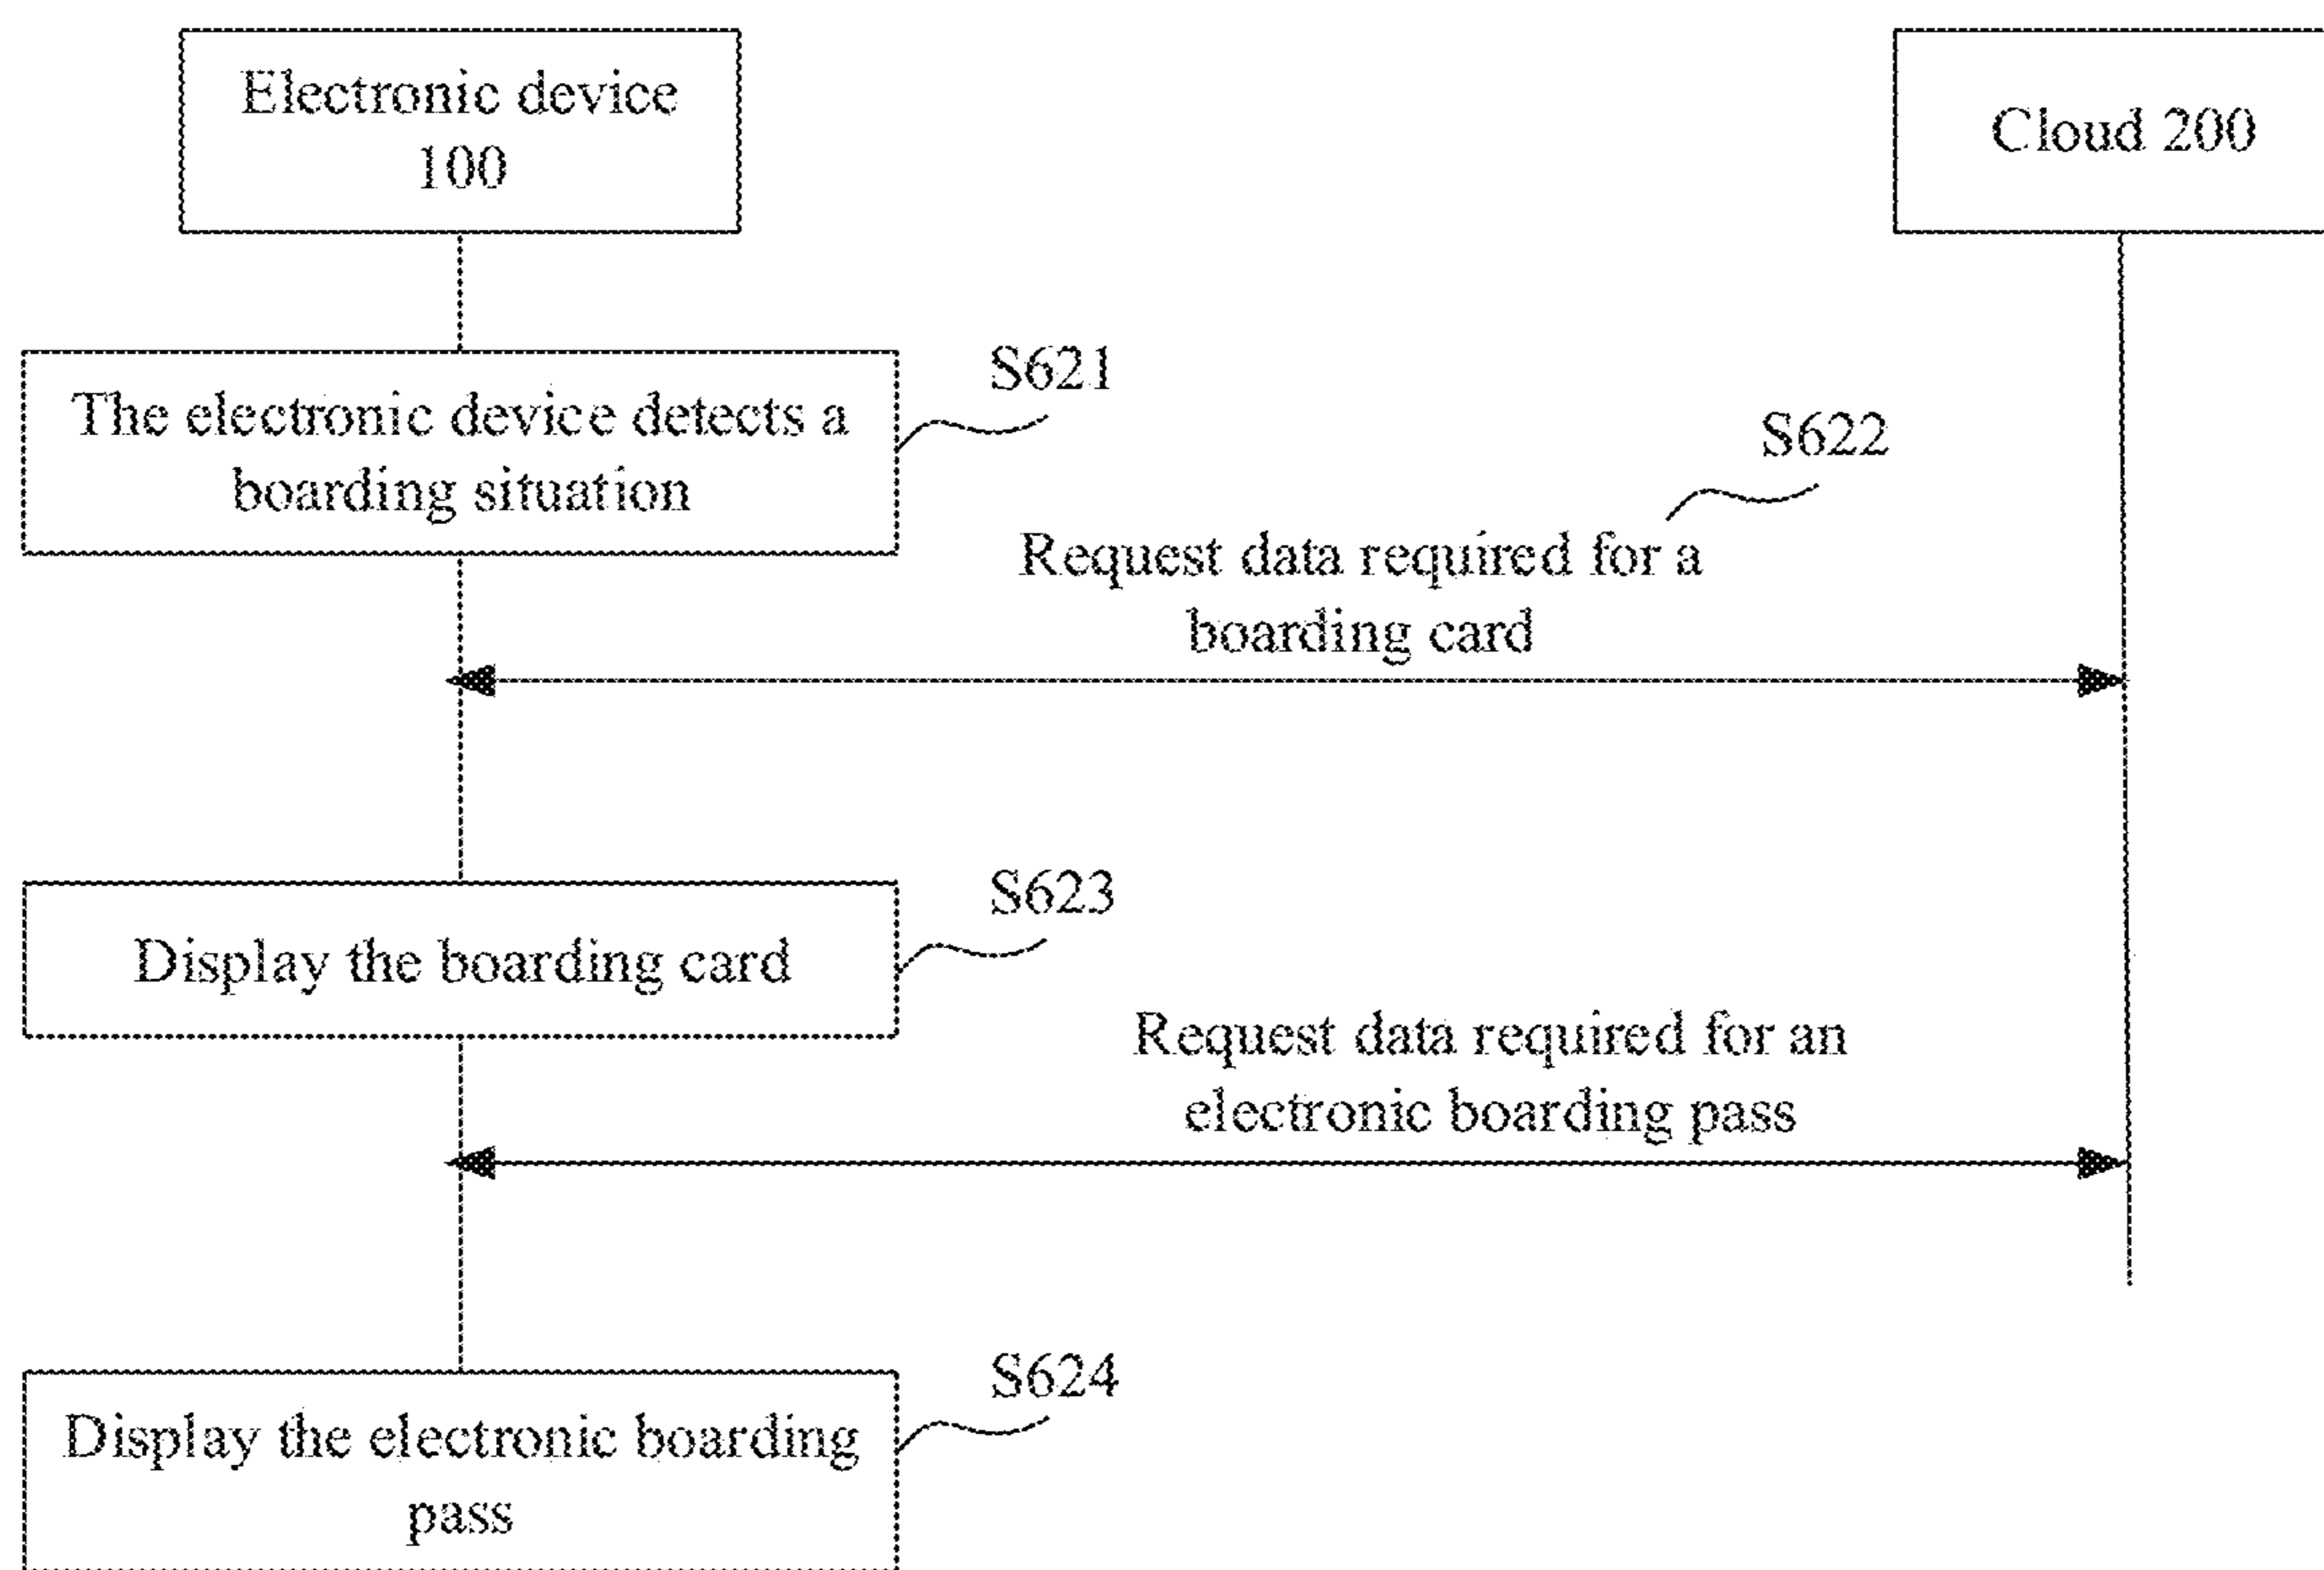 Electronic device
100
Cloud 200
S621
The electronic device detects a
boarding situation
S622
Request data required for a
boarding card
S623
Display the boarding card
Request data required for an
electronic boarding pass
S624
Display the electronic boarding
pass